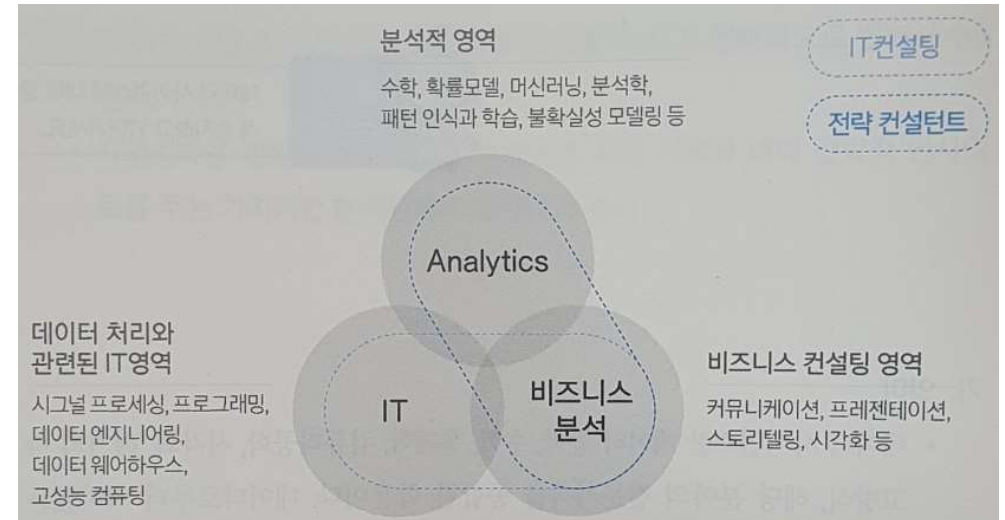 분석적 영역
수학, 확률모델, 머신러닝, 분석학,
패턴 인식과 학습, 불확실성 모델링 등
IT컨설팅
전략 컨설턴트
Analytics
데이터 처리와
관련된 IT영역
시그널 프로세싱, 프로그래밍,
데이터 엔지니어링,
데이터 웨어하우스,
고성능 컴퓨팅
IT
비즈니스
분석
비즈니스 컨설팅 영역
커뮤니케이션, 프레젠테이션,
스토리텔링, 시각화 등